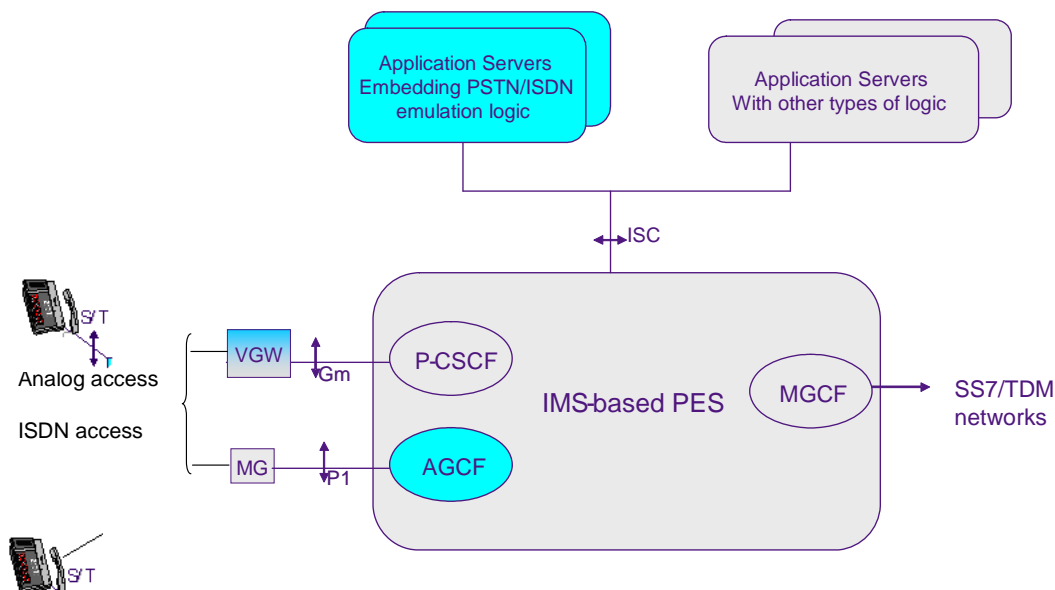 Application Servers
Embedding PSTN/ISDN
emulation logic
Application Servers
With other types of logic
ISC
S/T
Analog access
ISDN access
VGW
Gm
P-CSCF
IMS-based PES
MGCF
SS7/TDM
networks
MG
P1
AGCF
S/T